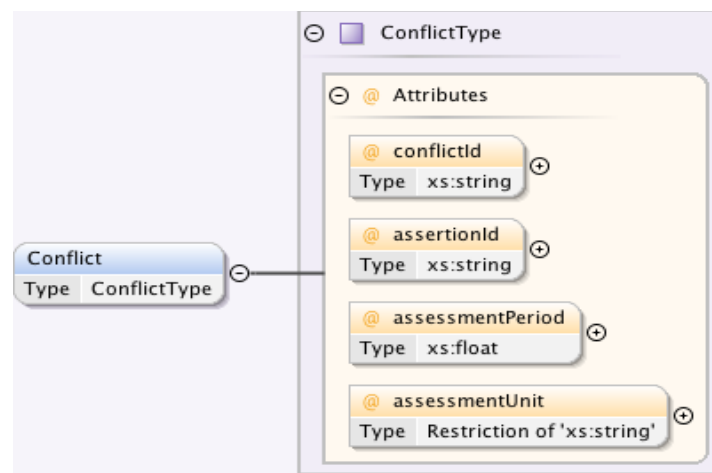 ConflictType
@ Attributes
@ conflictId
Type xs:string
@ assertionId
Type xs:string
Conflict
Type ConflictType
@ assessmentPeriod
Type xs:float
@ assessmentUnit
Type Restriction of 'xs:string'